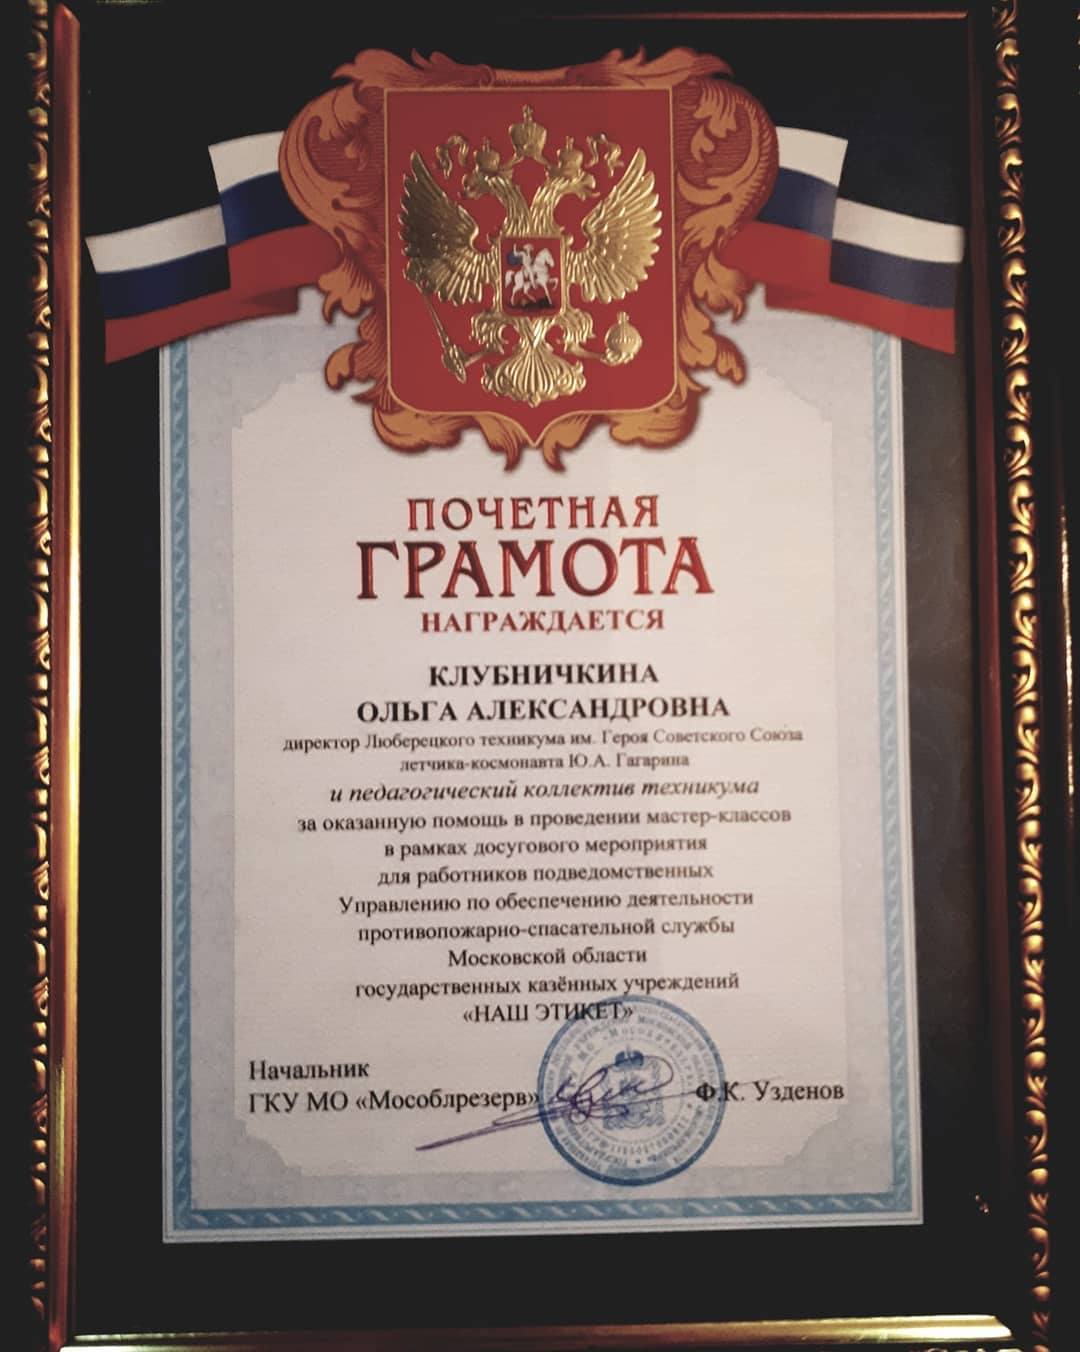 ПОЧЕТНАЯ
ГРАМОТА
НАГРАЖДАЕТСЯ
КЛУБНИЧКИНА
ОЛЬГА АЛЕКСАНДРОВНА
директор Люберецкого техникума им. Героя Советского Союза
летчика-космонавта Ю.А. Гагарина
и педагогический коллектив техникума
за оказанную помощь в проведении мастер-классов
в рамках досугового мероприятия
для работников подведомственных
Управлению по обеспечению деятельности
противопожарно-спасательной службы
Московской области
государственных казённых учреждений
«НАШ ЭТИКЕТ»
Начальник
ГКУ МО «Мособлрезерв»
Ф.К. Узденов